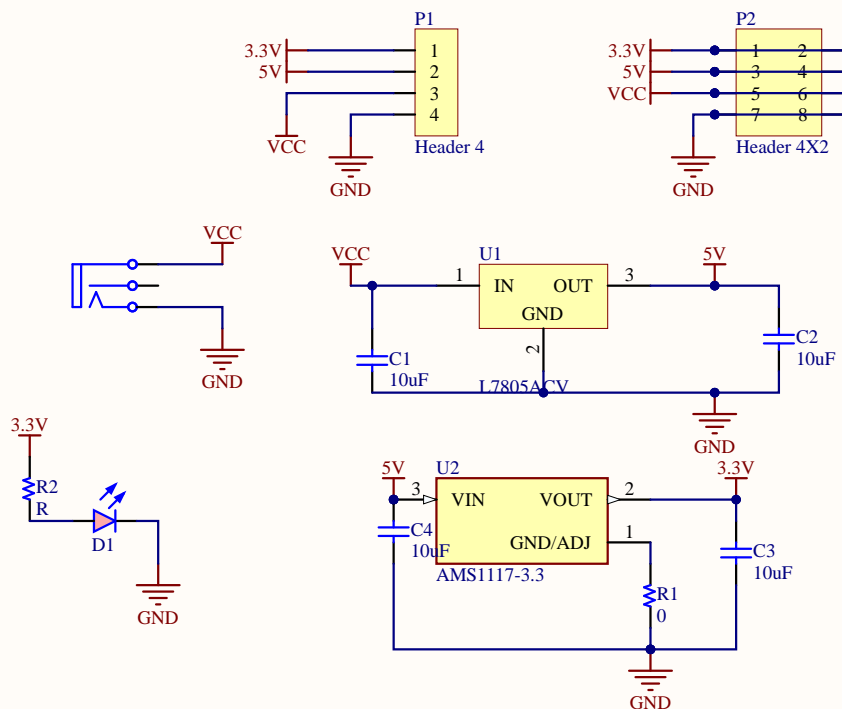 P1
3.3V
1
5V
2
3
4
VCC
Header 4
GND
P2
3.3V
1 2
5V
3 4
VCC
5 6
7 8
Header 4X2
GND
VCC
GND
VCC
U1
5V
1
IN OUT
3
GND
2
C1
10uF
C2
10uF
L7805ACV
GND
3.3V
R2
R
D1
GND
5V
U2
3.3V
3
VIN VOUT
2
GND/ADJ
1
C4
10uF
AMS1117-3.3
C3
10uF
R1
0
GND